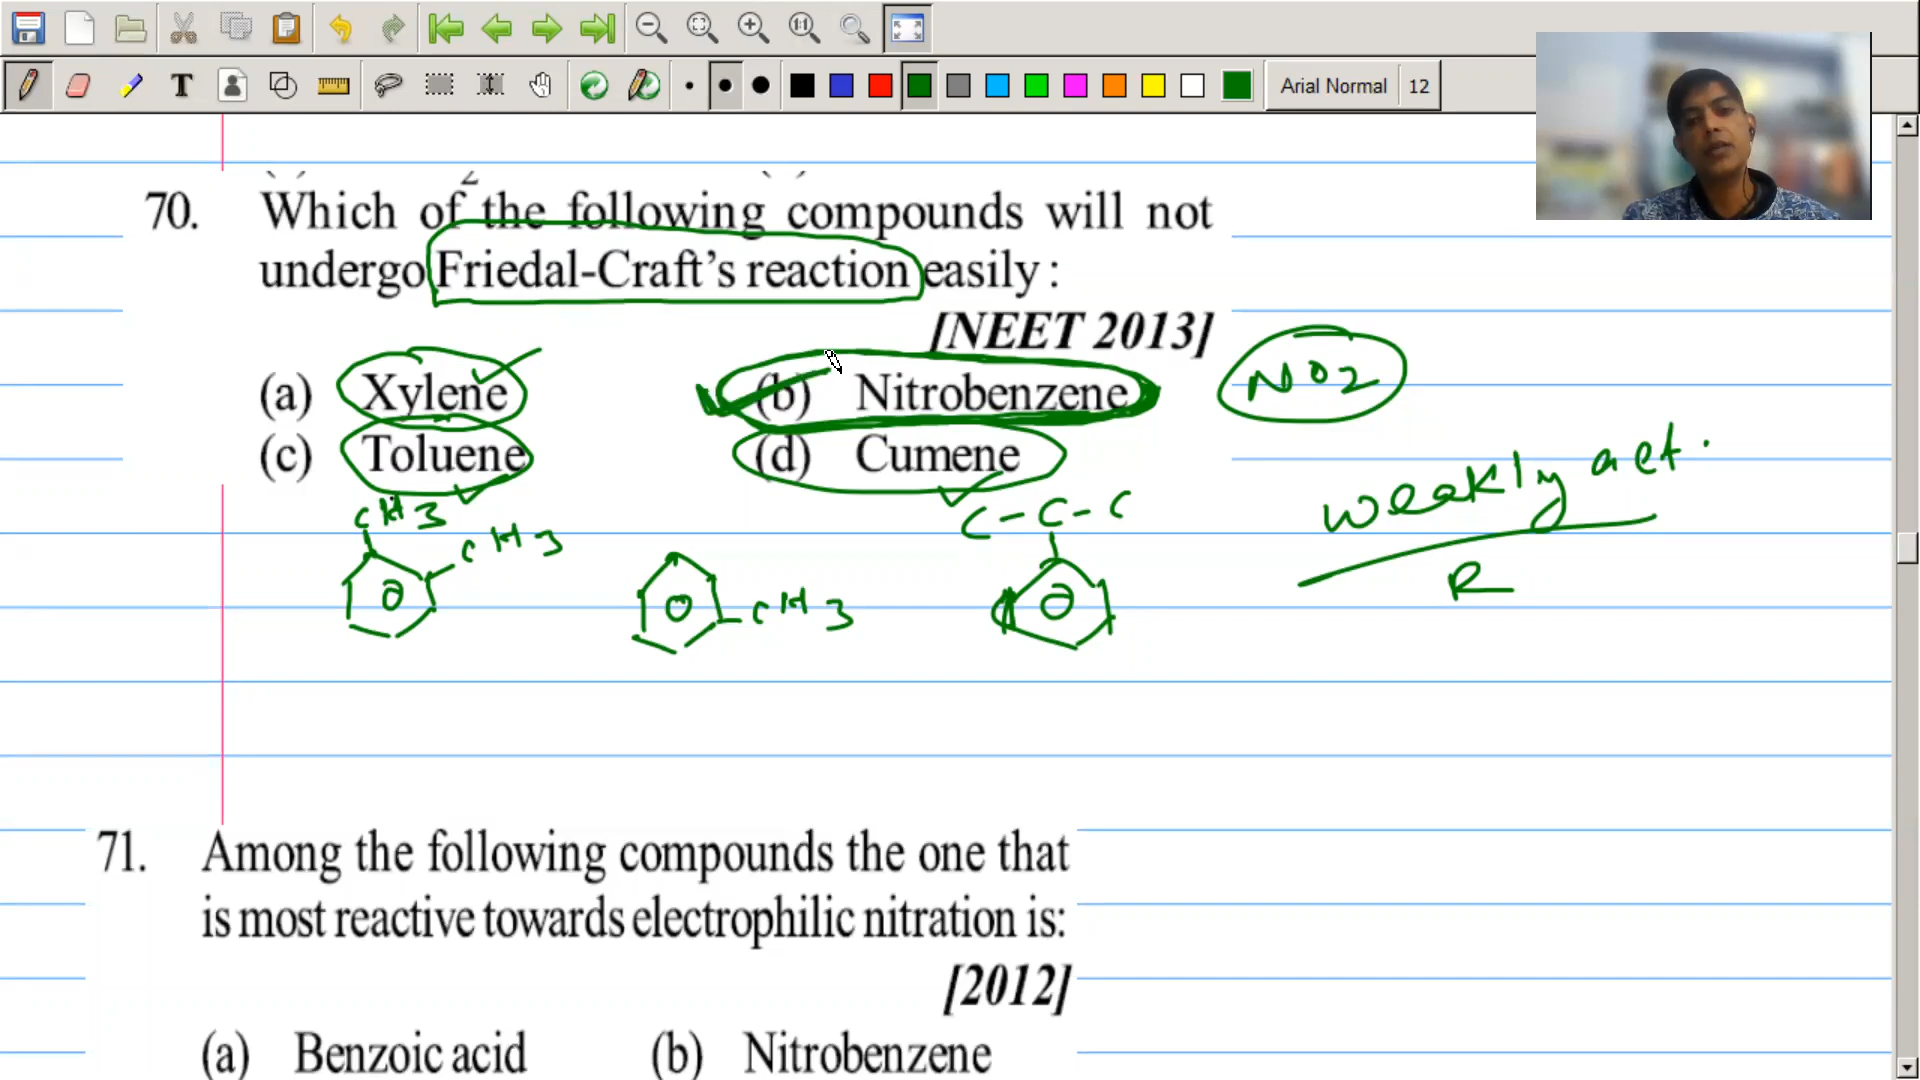 T 1:1 Arial Normal 12
70. Which of the following compounds will not
undergo Friedal-Craft's reaction easily :
[NEET 2013]
(a) Xylene (b) Nitrobenzene NO2
(c) Toluene (d) Cumene
weakly act.
R
CH3 C-C-C
CH3
CH3
71. Among the following compounds the one that
is most reactive towards electrophilic nitration is:
[2012]
(a) Benzoic acid (b) Nitrobenzene